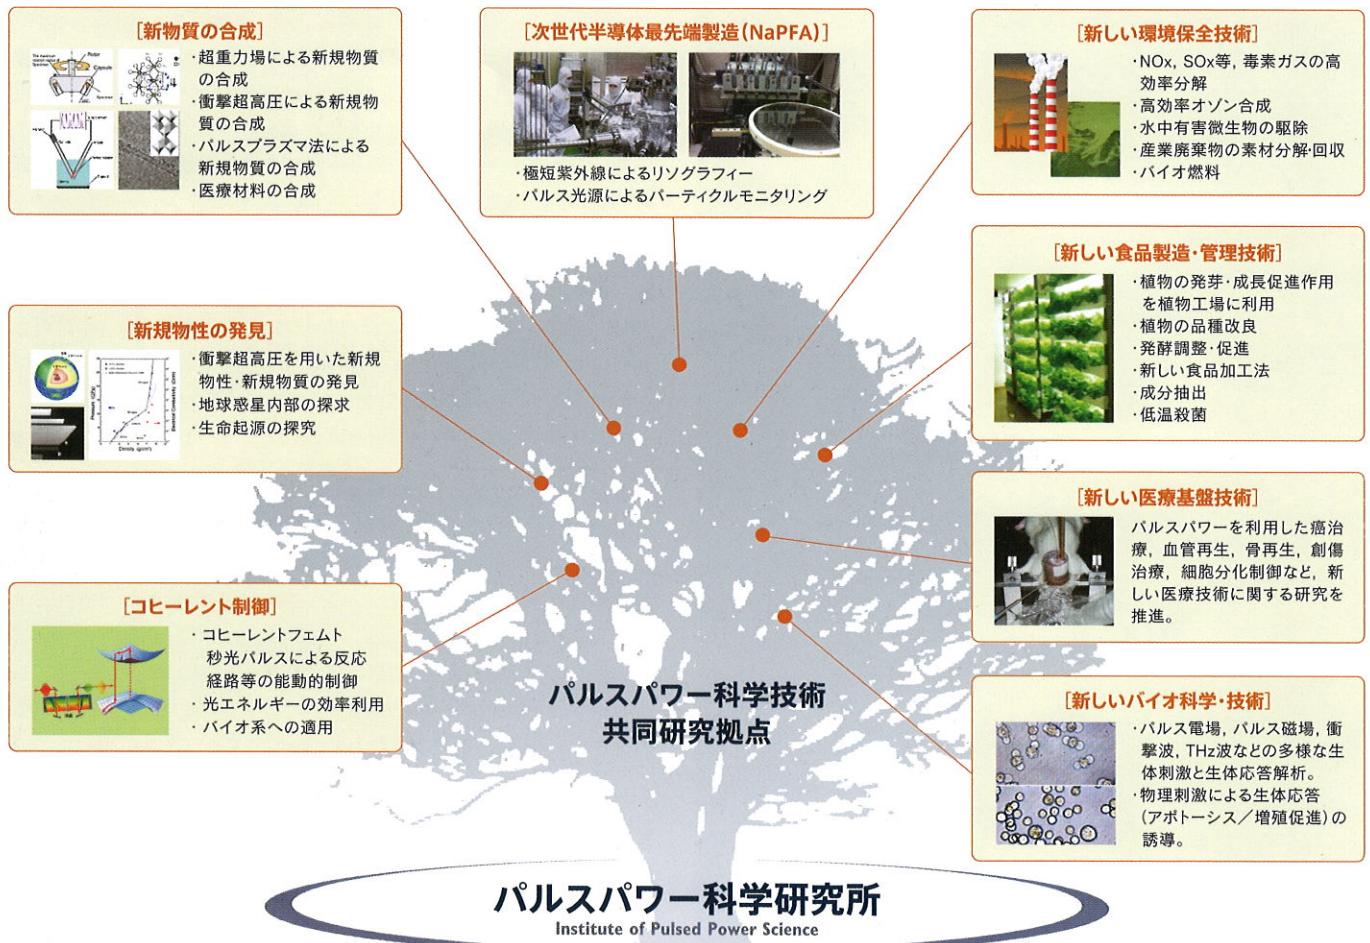 [新物質の合成]
・超重力場による新規物質
の合成
・衝撃超高圧による新規物
質の合成
・パルスプラズマ法による
新規物質の合成
・医療材料の合成
[次世代半導体最先端製造(NaPFA)]
・極短紫外線によるリソグラフィー
・パルス光源によるパーティクルモニタリング
[新しい環境保全技術]
・NOx, SOx等, 毒素ガスの高
効率分解
・高効率オゾン合成
・水中有害微生物の駆除
・産業廃棄物の素材分解・回収
・バイオ燃料
[新規物性の発見]
・衝撃超高圧を用いた新規
物性・新規物質の発見
・地球惑星内部の探求
・生命起源の探究
Pressure (GPa)
Density (g/cm³)
[新しい食品製造・管理技術]
・植物の発芽・成長促進作用
を植物工場に利用
・植物の品種改良
・発酵調整・促進
・新しい食品加工法
・成分抽出
・低温殺菌
[新しい医療基盤技術]
パルスパワーを利用した癌治
療, 血管再生, 骨再生, 創傷
治療, 細胞分化制御など, 新
しい医療技術に関する研究を
推進。
[コヒーレント制御]
・コヒーレントフェムト
秒光パルスによる反応
経路等の能動的制御
・光エネルギーの効率利用
・バイオ系への適用
[新しいバイオ科学・技術]
・パルス電場, パルス磁場, 衝
撃波, THz波などの多様な生
体刺激と生体応答解析。
・物理刺激による生体応答
(アポトーシス／増殖促進)の
誘導。
パルスパワー科学技術
共同研究拠点
パルスパワー科学研究所
Institute of Pulsed Power Science